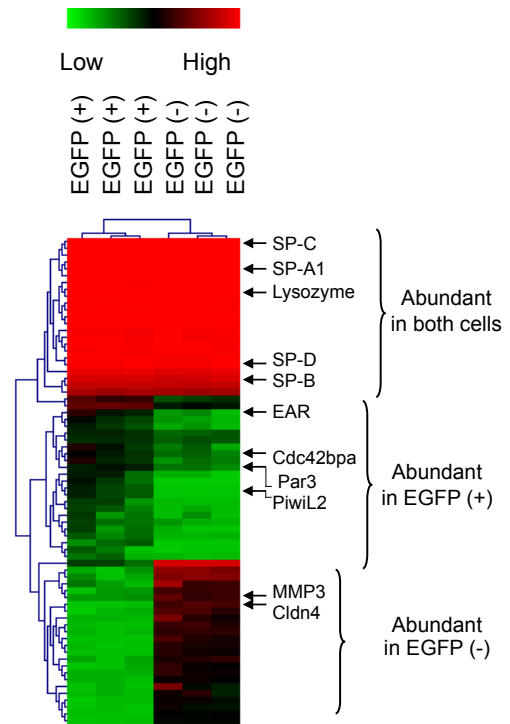 Low High
EGFP (+)
EGFP (+)
EGFP (+)
EGFP (-)
EGFP (-)
EGFP (-)
SP-C
SP-A1
Lysozyme
SP-D
SP-B
Abundant
in both cells
EAR
Cdc42bpa
Par3
PiwiL2
Abundant
in EGFP (+)
MMP3
Cldn4
Abundant
in EGFP (-)